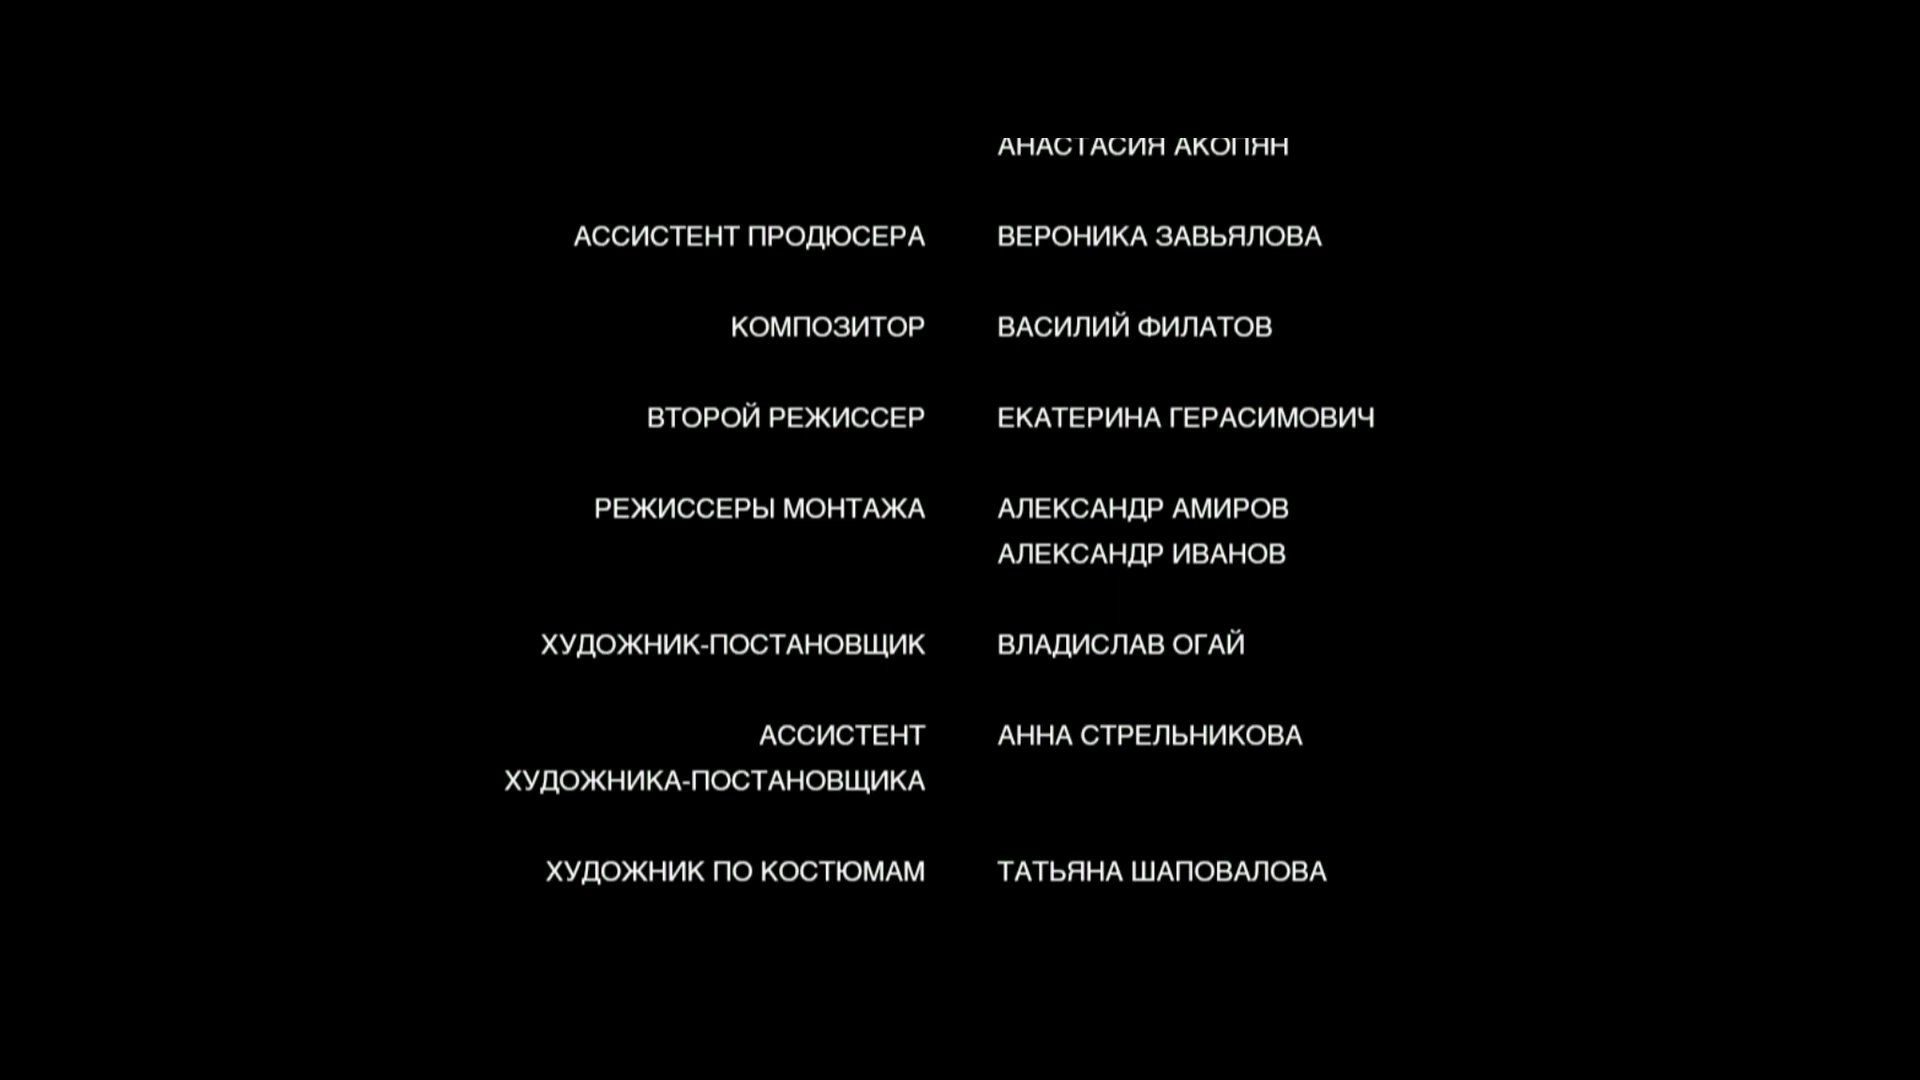 АНАСТАСИЯ АКОПЯН
АССИСТЕНТ ПРОДЮСЕРА ВЕРОНИКА ЗАВЬЯЛОВА
КОМПОЗИТОР ВАСИЛИЙ ФИЛАТОВ
ВТОРОЙ РЕЖИССЕР ЕКАТЕРИНА ГЕРАСИМОВИЧ
РЕЖИССЕРЫ МОНТАЖА АЛЕКСАНДР АМИРОВ
АЛЕКСАНДР ИВАНОВ
ХУДОЖНИК-ПОСТАНОВЩИК ВЛАДИСЛАВ ОГАЙ
АССИСТЕНТ АННА СТРЕЛЬНИКОВА
ХУДОЖНИКА-ПОСТАНОВЩИКА
ХУДОЖНИК ПО КОСТЮМАМ ТАТЬЯНА ШАПОВАЛОВА